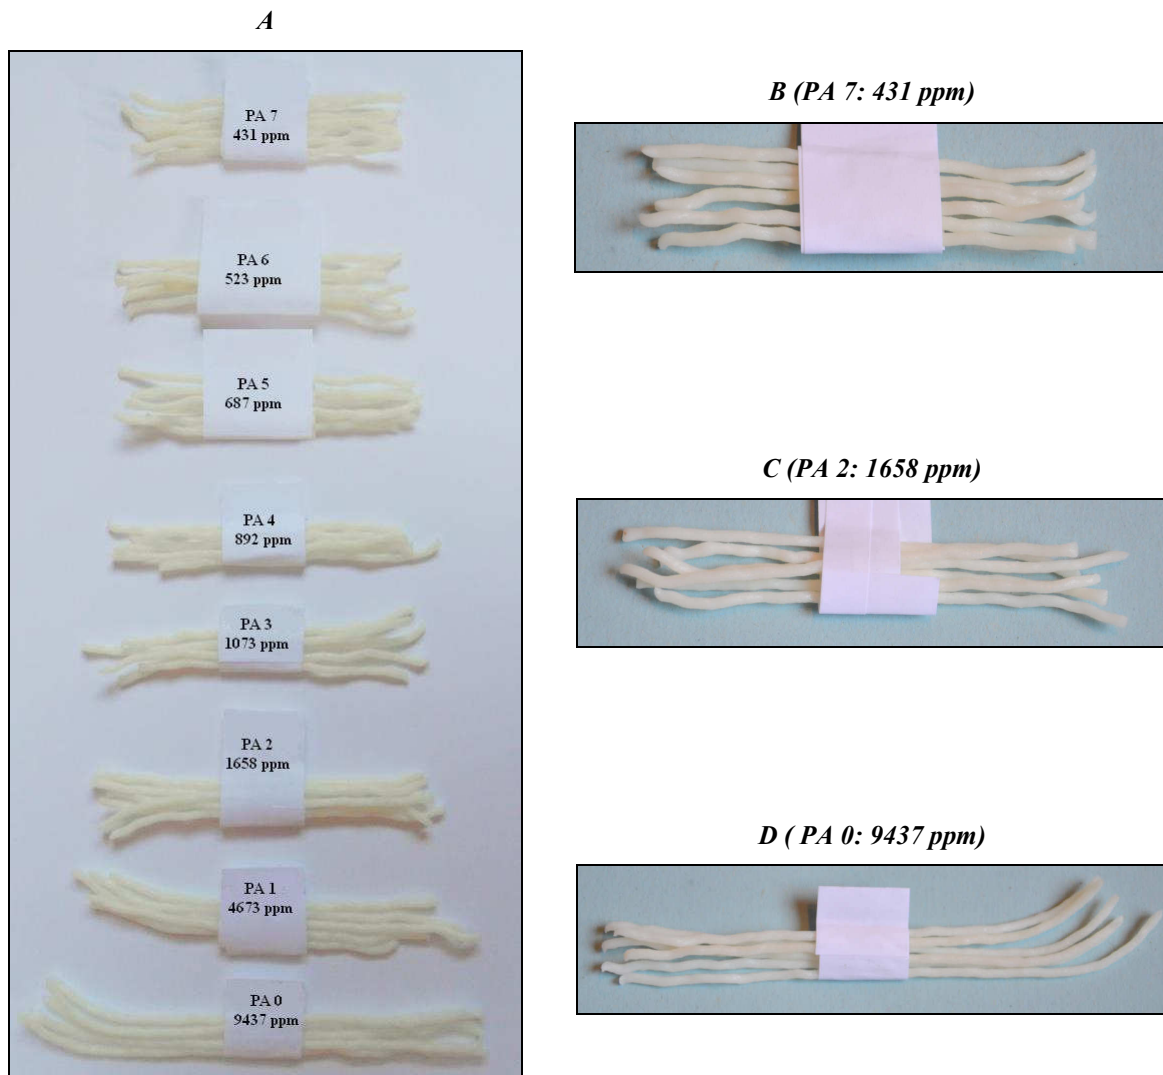 A
PA 7
431 ppm
PA 6
523 ppm
PA 5
687 ppm
PA 4
892 ppm
PA 3
1073 ppm
PA 2
1658 ppm
PA 1
4673 ppm
PA 0
9437 ppm
B (PA 7: 431 ppm)
C (PA 2: 1658 ppm)
D ( PA 0: 9437 ppm)